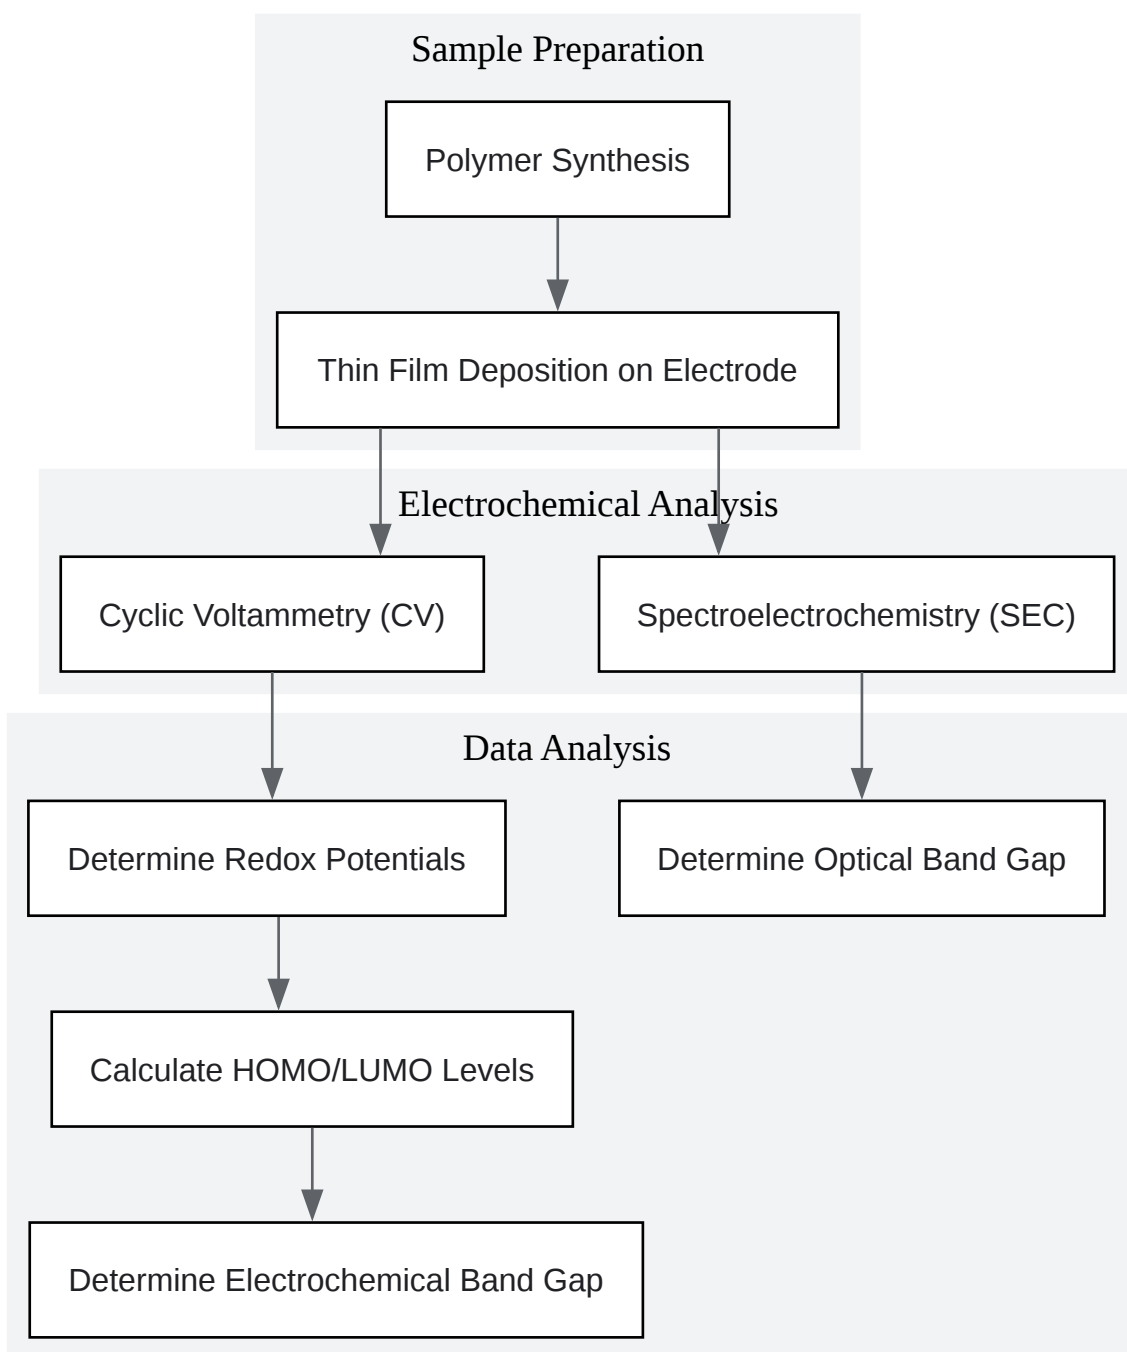 Sample Preparation
Polymer Synthesis
Thin Film Deposition on Electrode
Electrochemical Analysis
Cyclic Voltammetry (CV)
Spectroelectrochemistry (SEC)
Data Analysis
Determine Redox Potentials
Determine Optical Band Gap
Calculate HOMO/LUMO Levels
Determine Electrochemical Band Gap